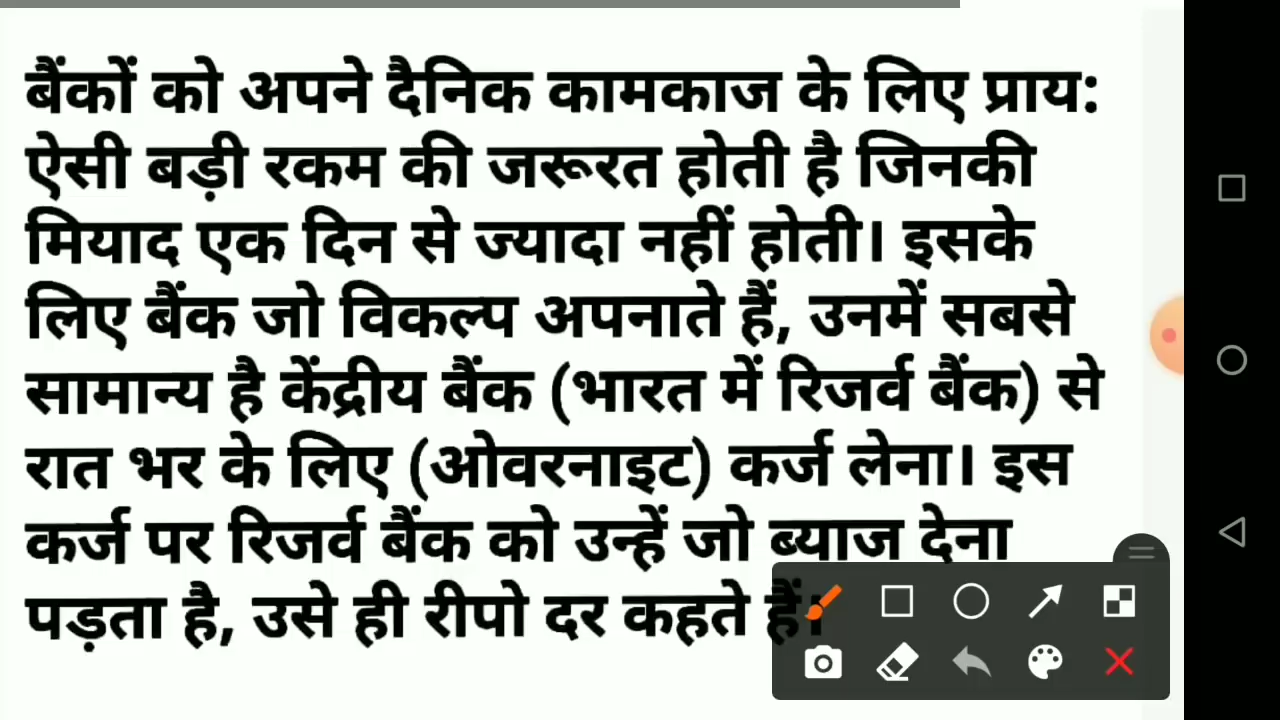 बैंकों को अपने दैनिक कामकाज के लिए प्राय:
ऐसी बड़ी रकम की जरूरत होती है जिनकी
मियाद एक दिन से ज्यादा नहीं होती। इसके
लिए बैंक जो विकल्प अपनाते हैं, उनमें सबसे
सामान्य है केंद्रीय बैंक (भारत में रिजर्व बैंक) से
रात भर के लिए (ओवरनाइट) कर्ज लेना। इस
कर्ज पर रिजर्व बैंक को उन्हें जो ब्याज देना
पड़ता है, उसे ही रीपो दर कहते हैं।